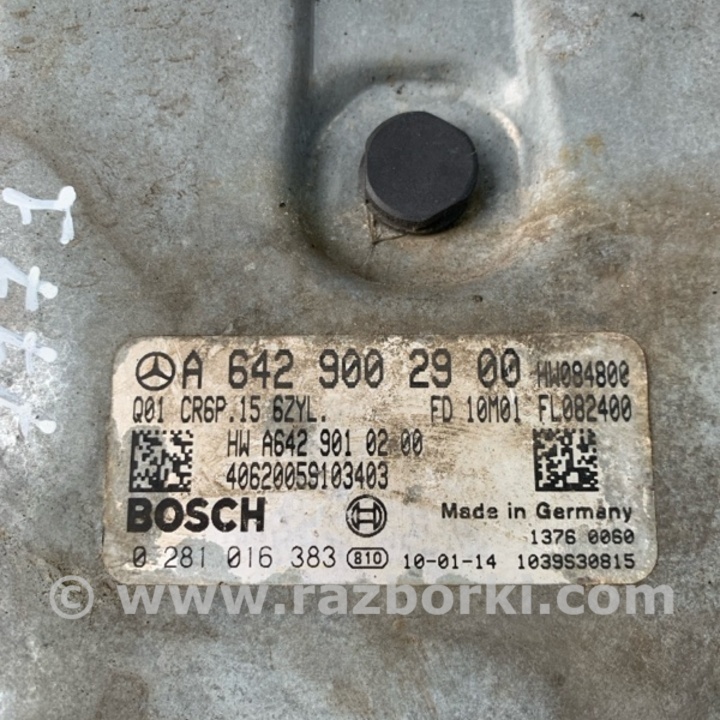 A 642 900 29 00 HW084800
Q01 CR6P.15 6ZYL. FD 10M01 FL082400
HW A642 901 02 00
40620059103403
BOSCH
Made in Germany
1376 0060
0 281 016 383 810 10-01-14 1039S30815
© www.razborki.com